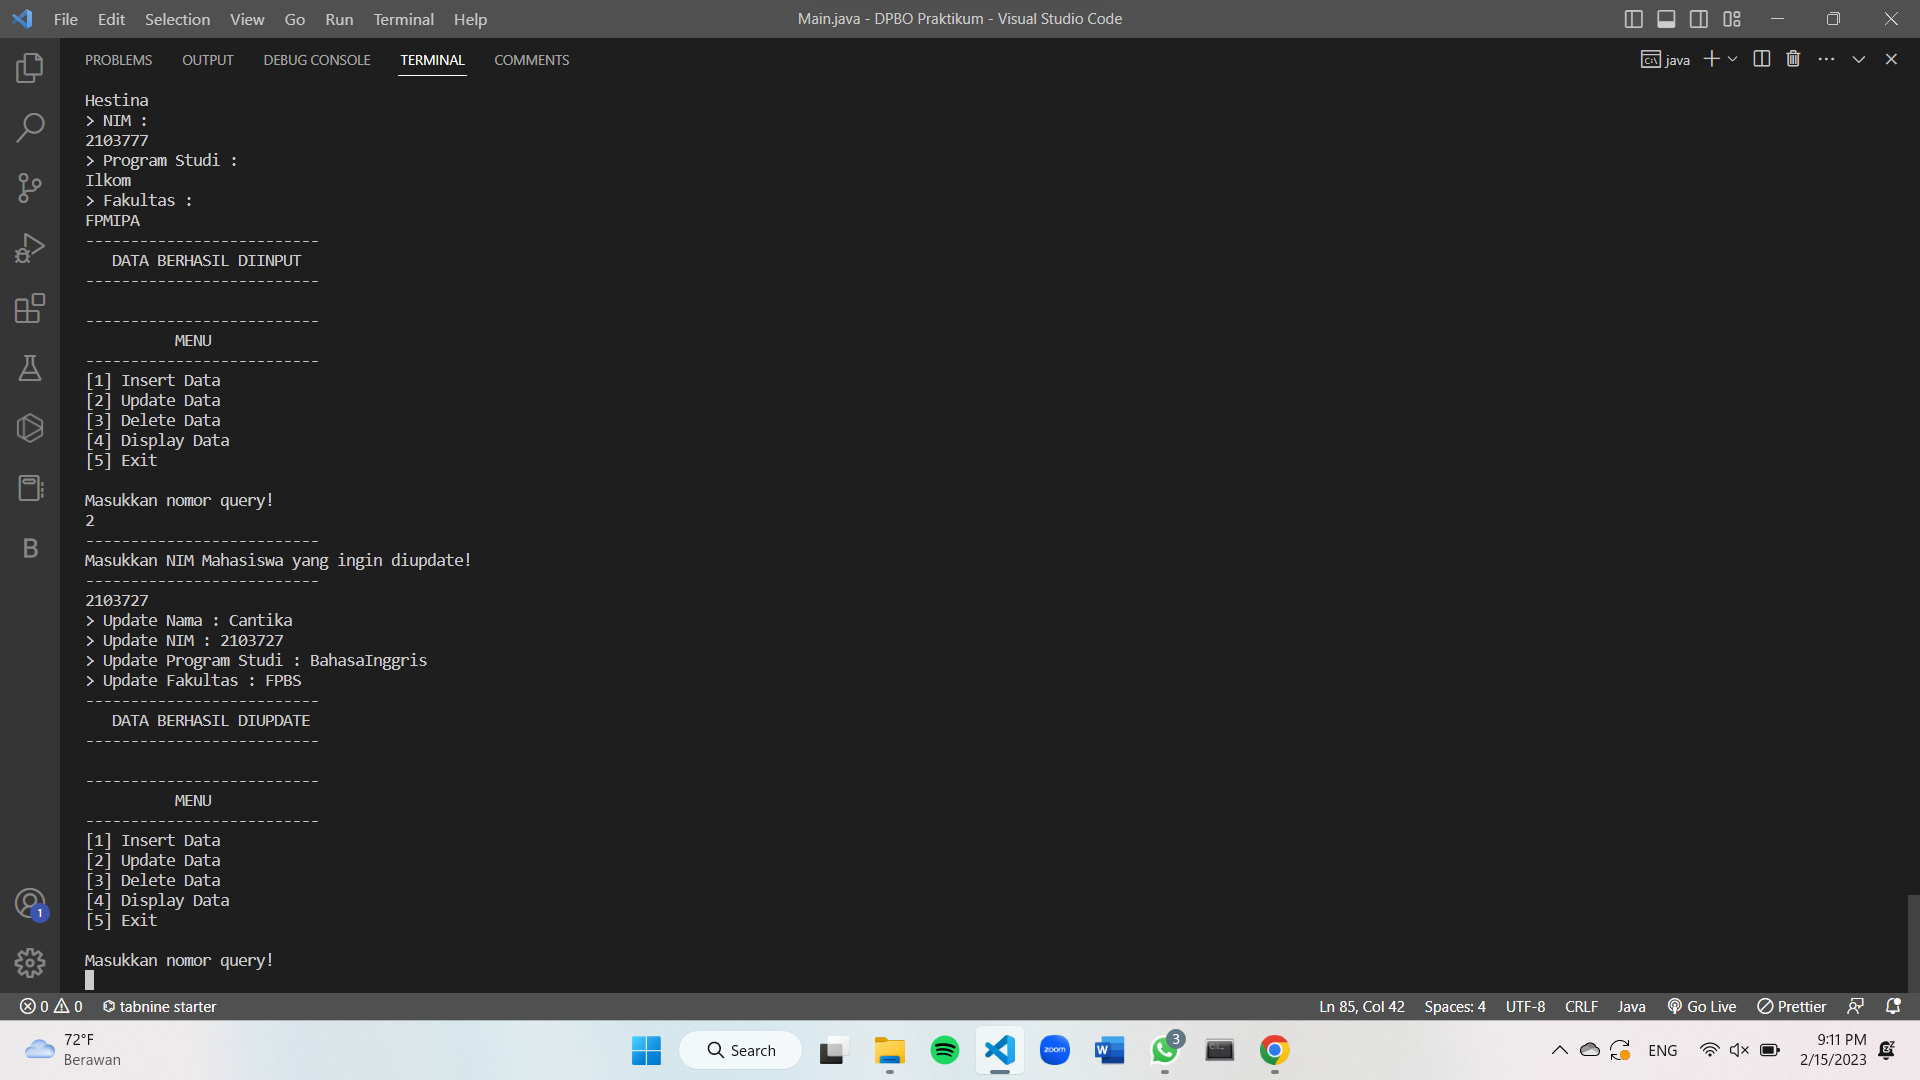 File Edit Selection View Go Run Terminal Help
Main.java - DPBO Praktikum - Visual Studio Code
PROBLEMS OUTPUT DEBUG CONSOLE TERMINAL COMMENTS
java
Hestina
> NIM :
2103777
> Program Studi :
Ilkom
> Fakultas :
FPMIPA
--------------------------
DATA BERHASIL DIINPUT
--------------------------
--------------------------
MENU
--------------------------
[1] Insert Data
[2] Update Data
[3] Delete Data
[4] Display Data
[5] Exit
Masukkan nomor query!
2
--------------------------
Masukkan NIM Mahasiswa yang ingin diupdate!
--------------------------
2103727
> Update Nama : Cantika
> Update NIM : 2103727
> Update Program Studi : BahasaInggris
> Update Fakultas : FPBS
--------------------------
DATA BERHASIL DIUPDATE
--------------------------
--------------------------
MENU
--------------------------
[1] Insert Data
[2] Update Data
[3] Delete Data
[4] Display Data
[5] Exit
Masukkan nomor query!
B
1
0 0 tabnine starter
Ln 85, Col 42 Spaces: 4 UTF-8 CRLF Java Go Live Prettier
72°F
Berawan
Search
zoom
W
3
ENG
9:11 PM
2/15/2023